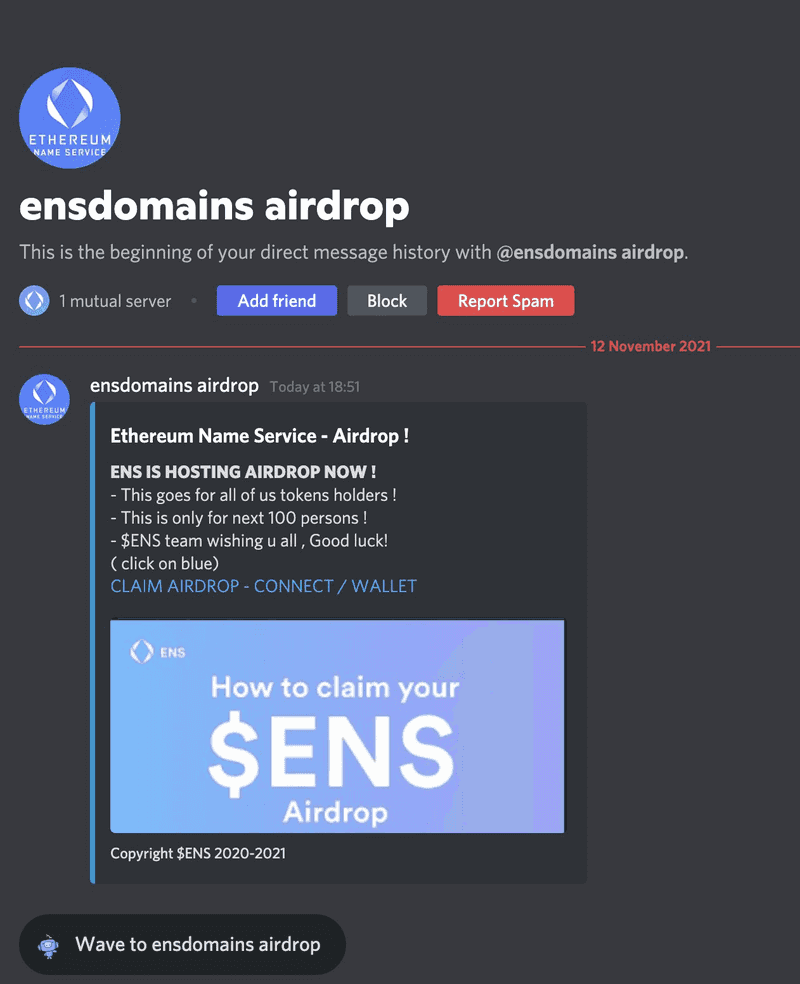 ETHEREUM
NAME SERVICE
ensdomains airdrop
This is the beginning of your direct message history with @ensdomains airdrop.
1 mutual server • Add friend Block Report Spam
12 November 2021
ensdomains airdrop Today at 18:51
ETHEREUM
NAME SERVICE
Ethereum Name Service - Airdrop !
ENS IS HOSTING AIRDROP NOW !
- This goes for all of us tokens holders !
- This is only for next 100 persons !
- $ENS team wishing u all , Good luck!
( click on blue)
CLAIM AIRDROP - CONNECT / WALLET
ENS
How to claim your
$ENS
Airdrop
Copyright $ENS 2020-2021
Wave to ensdomains airdrop